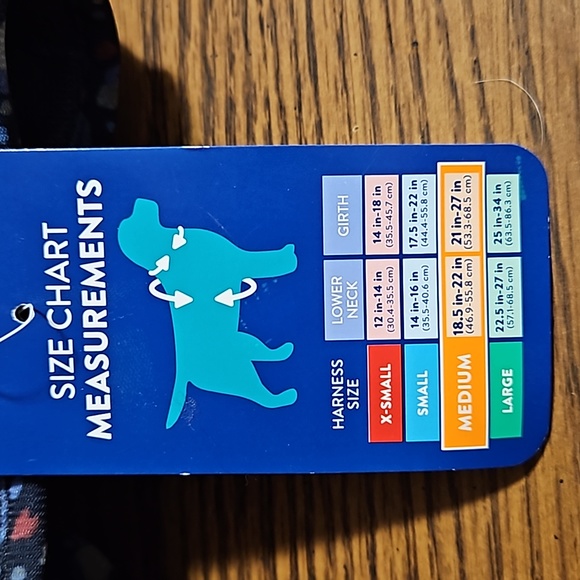 SIZE CHART
MEASUREMENTS
HARNESS
SIZE
LOWER
NECK
GIRTH
X-SMALL
12 in-14 in
(30.4-35.5 cm)
14 in-18 in
(35.5-45.7 cm)
SMALL
14 in-16 in
(35.5-40.6 cm)
17.5 in-22 in
(44.4-55.8 cm)
MEDIUM
18.5 in-22 in
(46.9-55.8 cm)
21 in-27 in
(53.3-68.5 cm)
LARGE
22.5 in-27 in
(57.1-68.5 cm)
25 in-34 in
(63.5-86.3 cm)